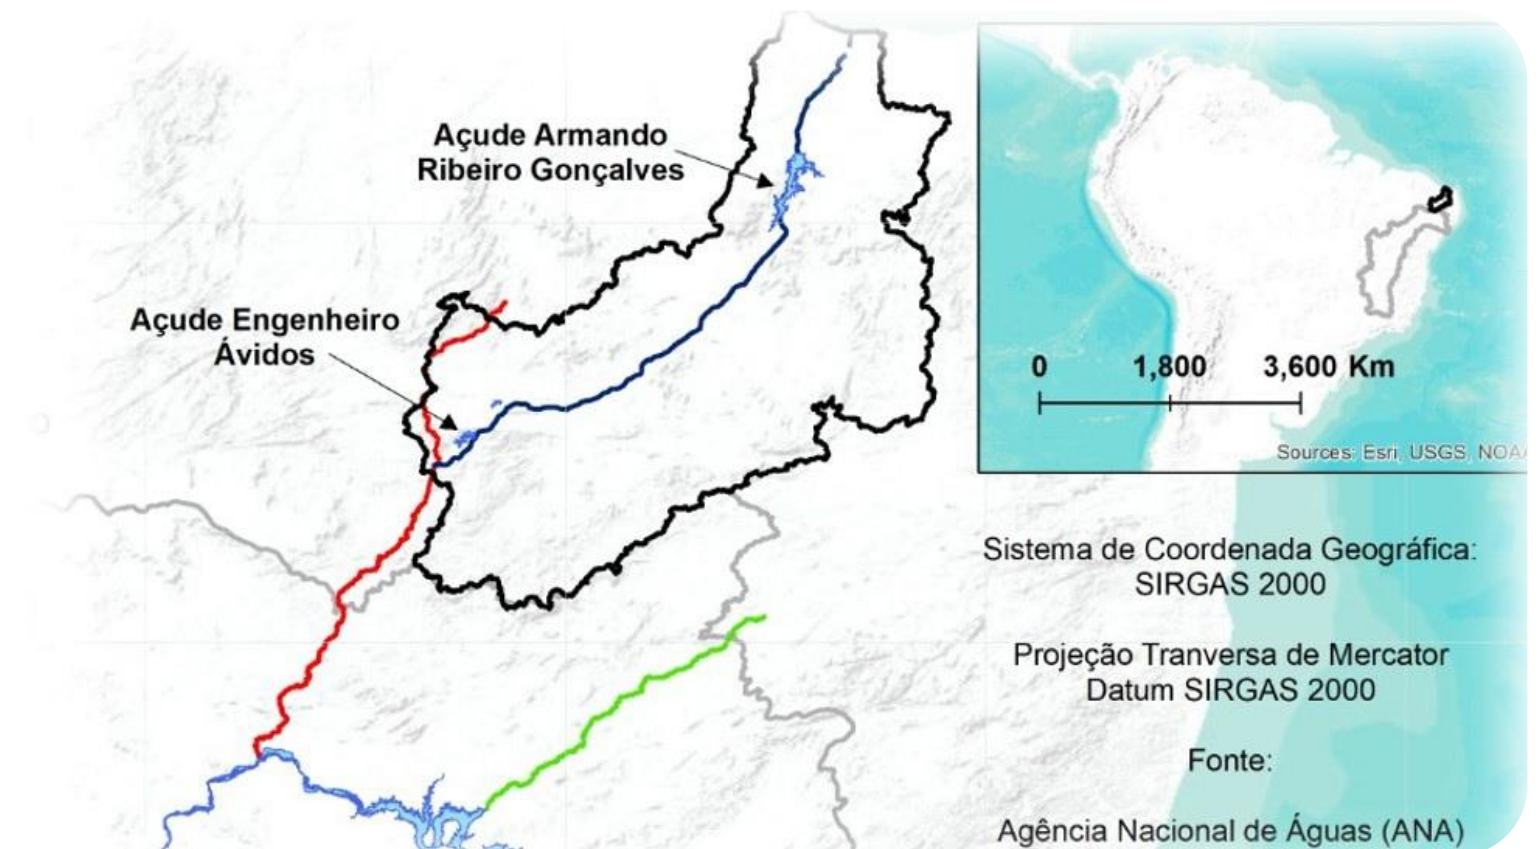 Açude Armando
Ribeiro Gonçalves
Açude Engenheiro
Ávidos
0 1,800 3,600 Km
Sources: Esri, USGS, NOAA
Sistema de Coordenada Geográfica:
SIRGAS 2000
Projeção Tranversa de Mercator
Datum SIRGAS 2000
Fonte:
Agência Nacional de Águas (ANA)